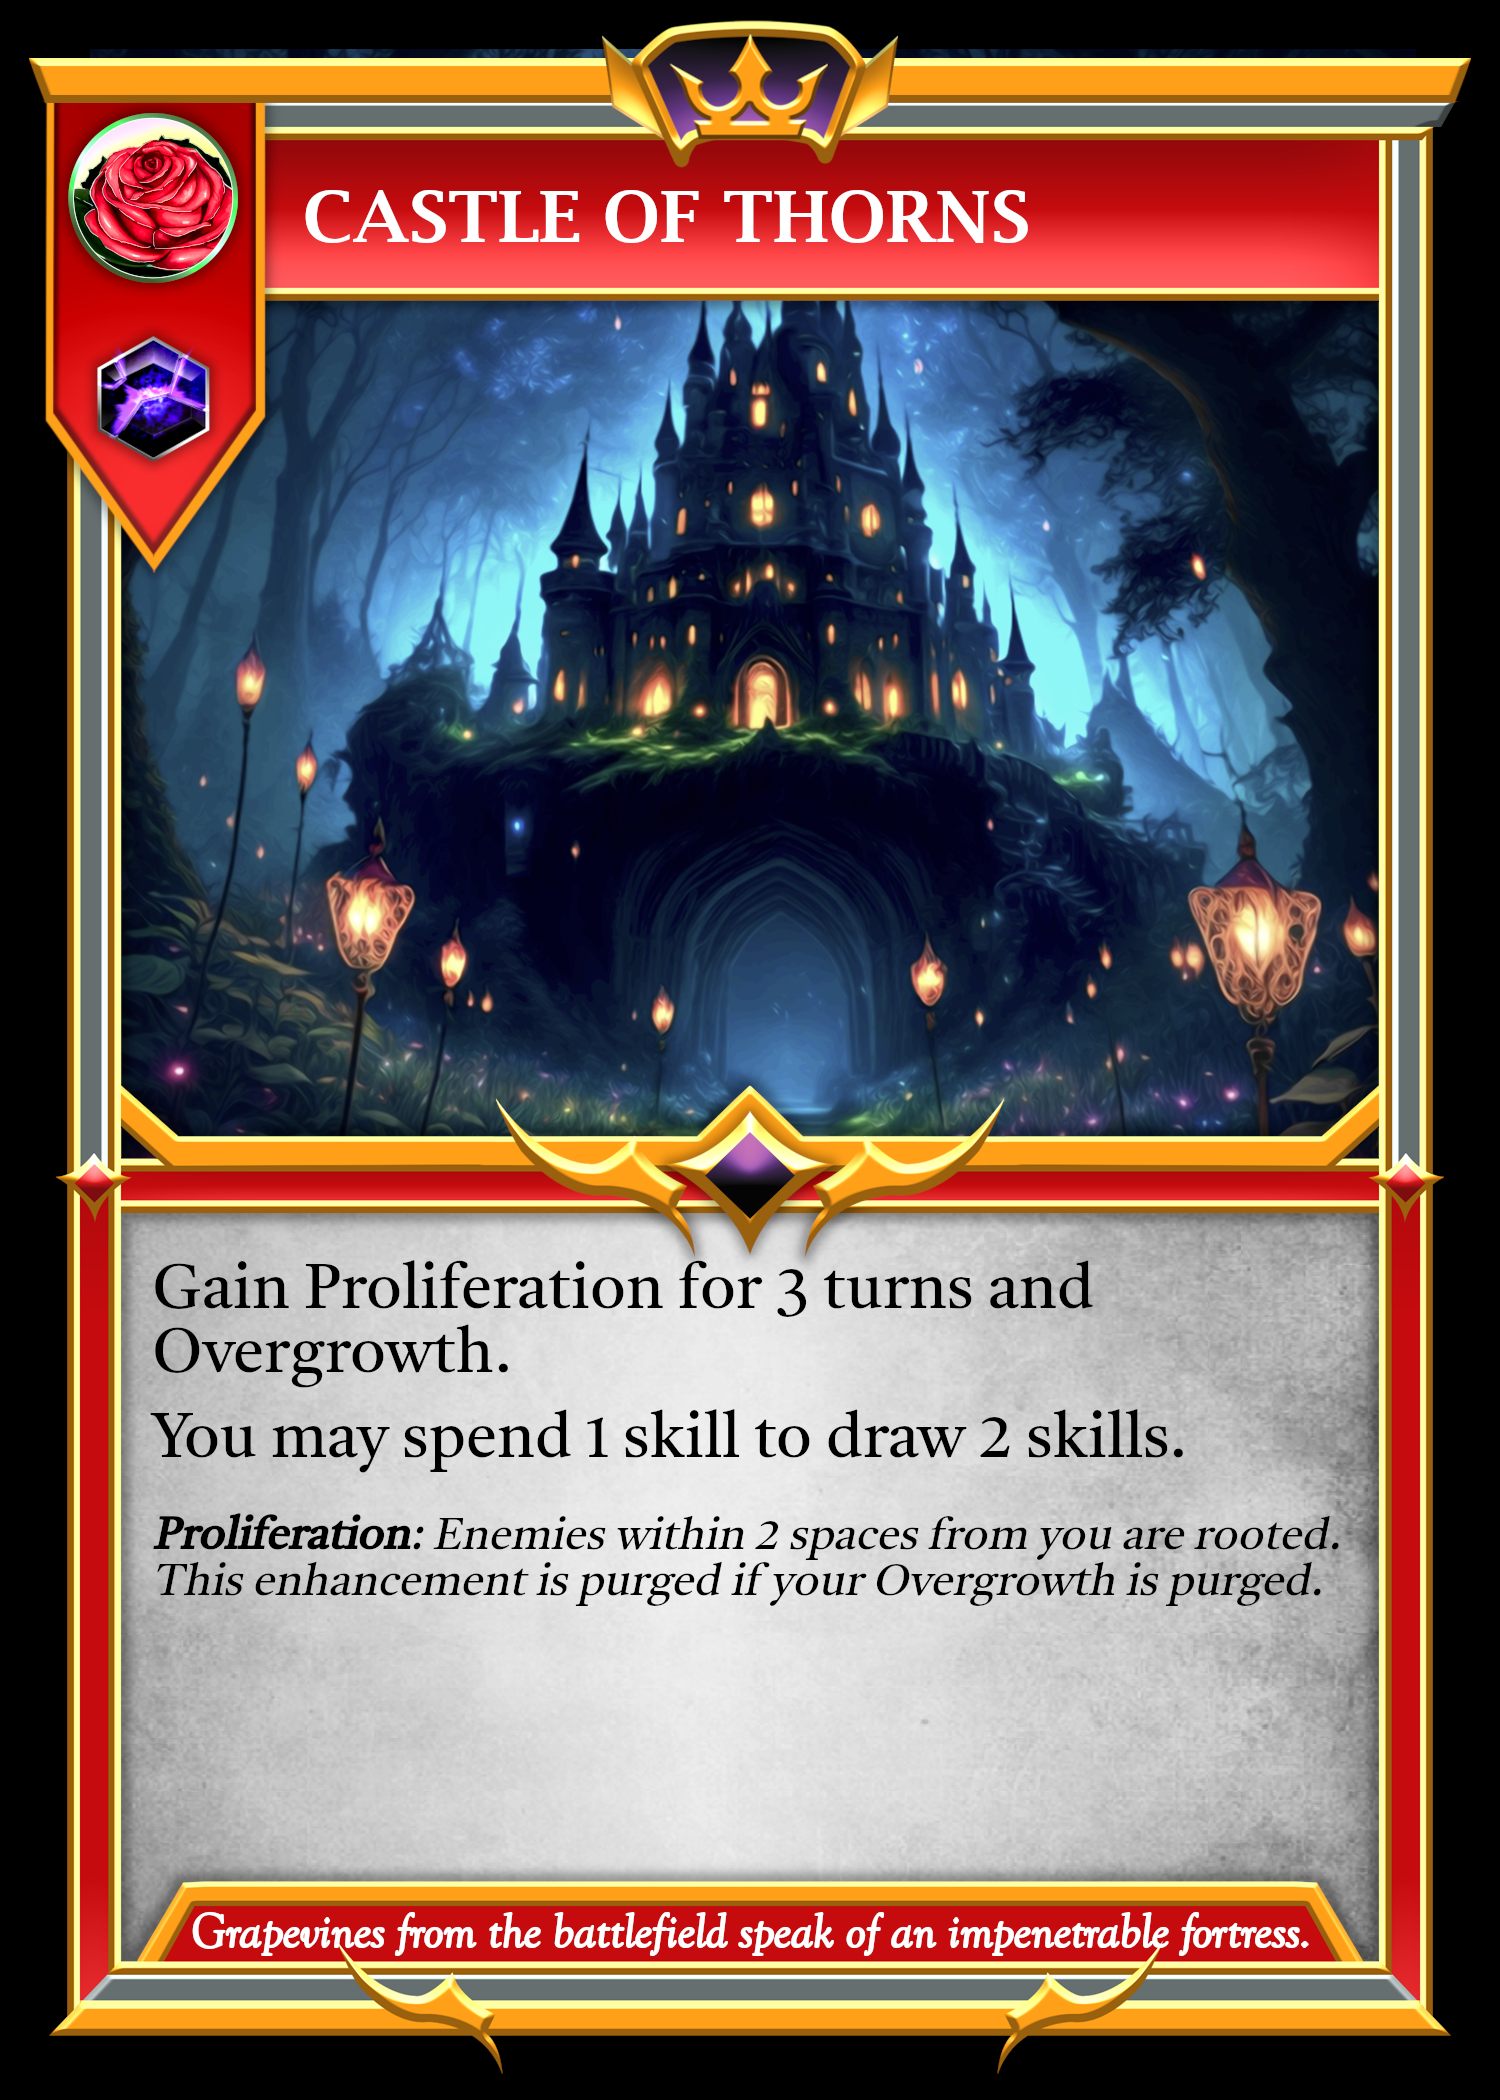 CASTLE OF THORNS
Gain Proliferation for 3 turns and
Overgrowth.
You may spend 1 skill to draw 2 skills.
Proliferation: Enemies within 2 spaces from you are rooted.
This enhancement is purged if your Overgrowth is purged.
Grapevines from the battlefield speak of an impenetrable fortress.